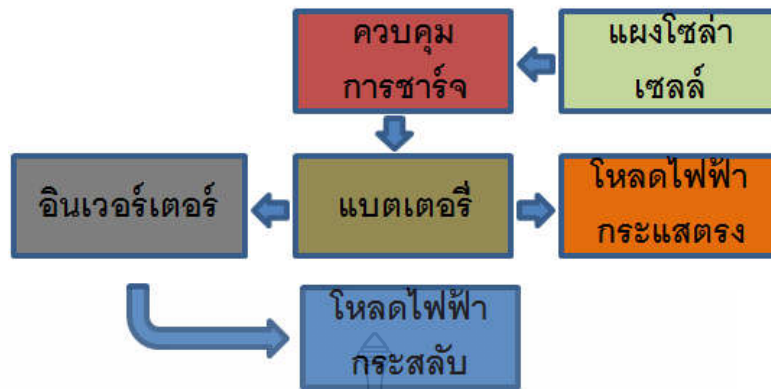 ควบคุม
การชาร์จ
แผงโซล่า
เซลล์
อินเวอร์เตอร์
แบตเตอรี่
โหลดไฟฟ้า
กระแสตรง
โหลดไฟฟ้า
กระสลับ